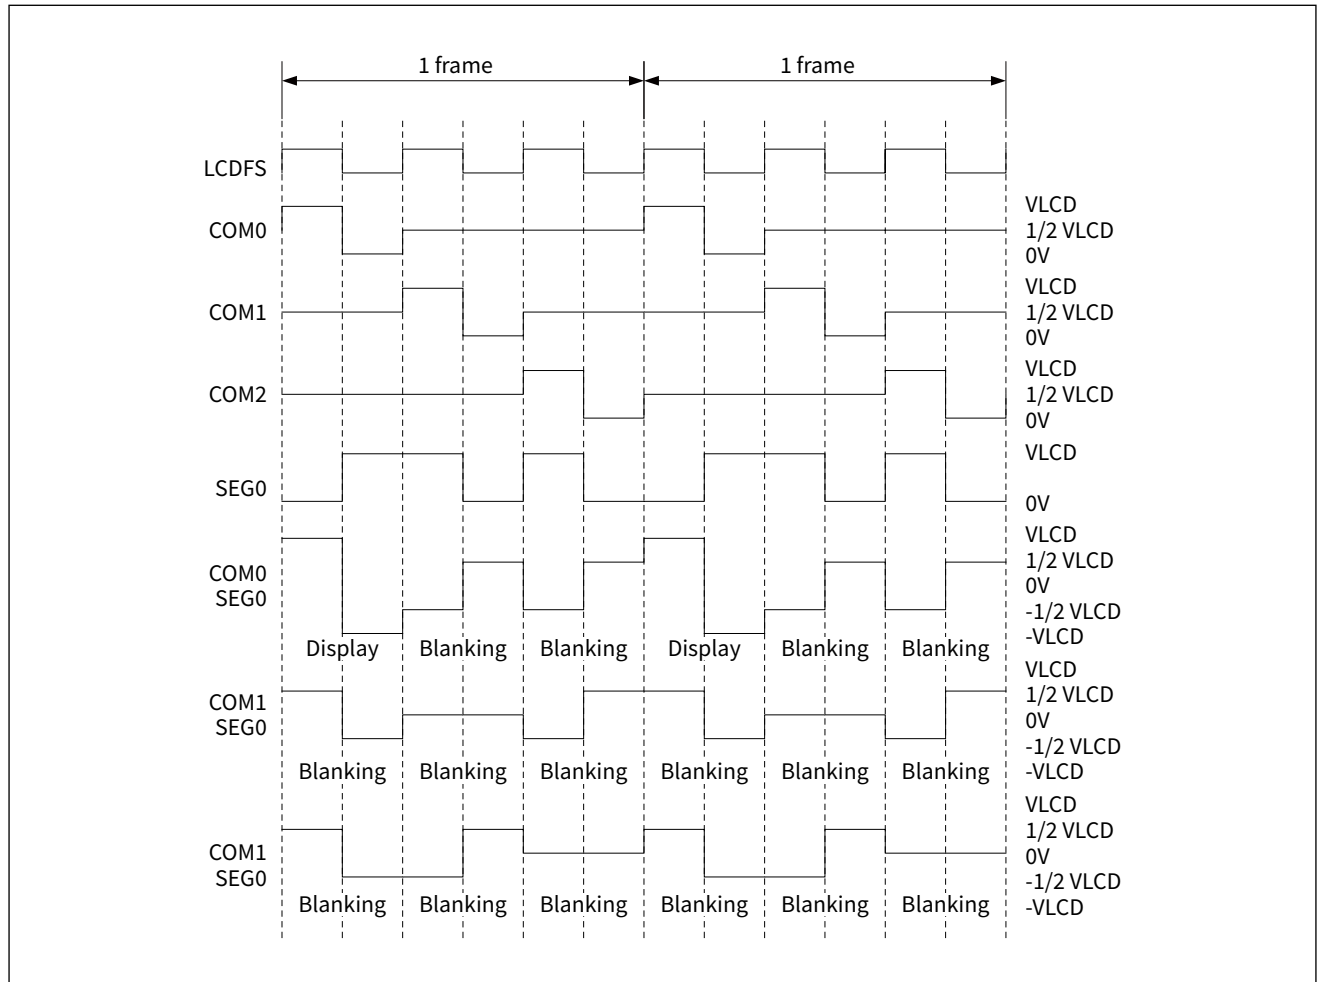 1 frame 1 frame
LCDFS
VLCD
COM0 1/2 VLCD
0V
VLCD
COM1 1/2 VLCD
0V
VLCD
COM2 1/2 VLCD
0V
VLCD
SEG0
0V
VLCD
1/2 VLCD
COM0
0V
SEG0
-1/2 VLCD
-VLCD
Display Blanking Blanking Display Blanking Blanking
VLCD
1/2 VLCD
COM1
0V
SEG0
-1/2 VLCD
Blanking Blanking Blanking Blanking Blanking Blanking -VLCD
VLCD
1/2 VLCD
COM1
0V
SEG0
-1/2 VLCD
Blanking Blanking Blanking Blanking Blanking Blanking -VLCD